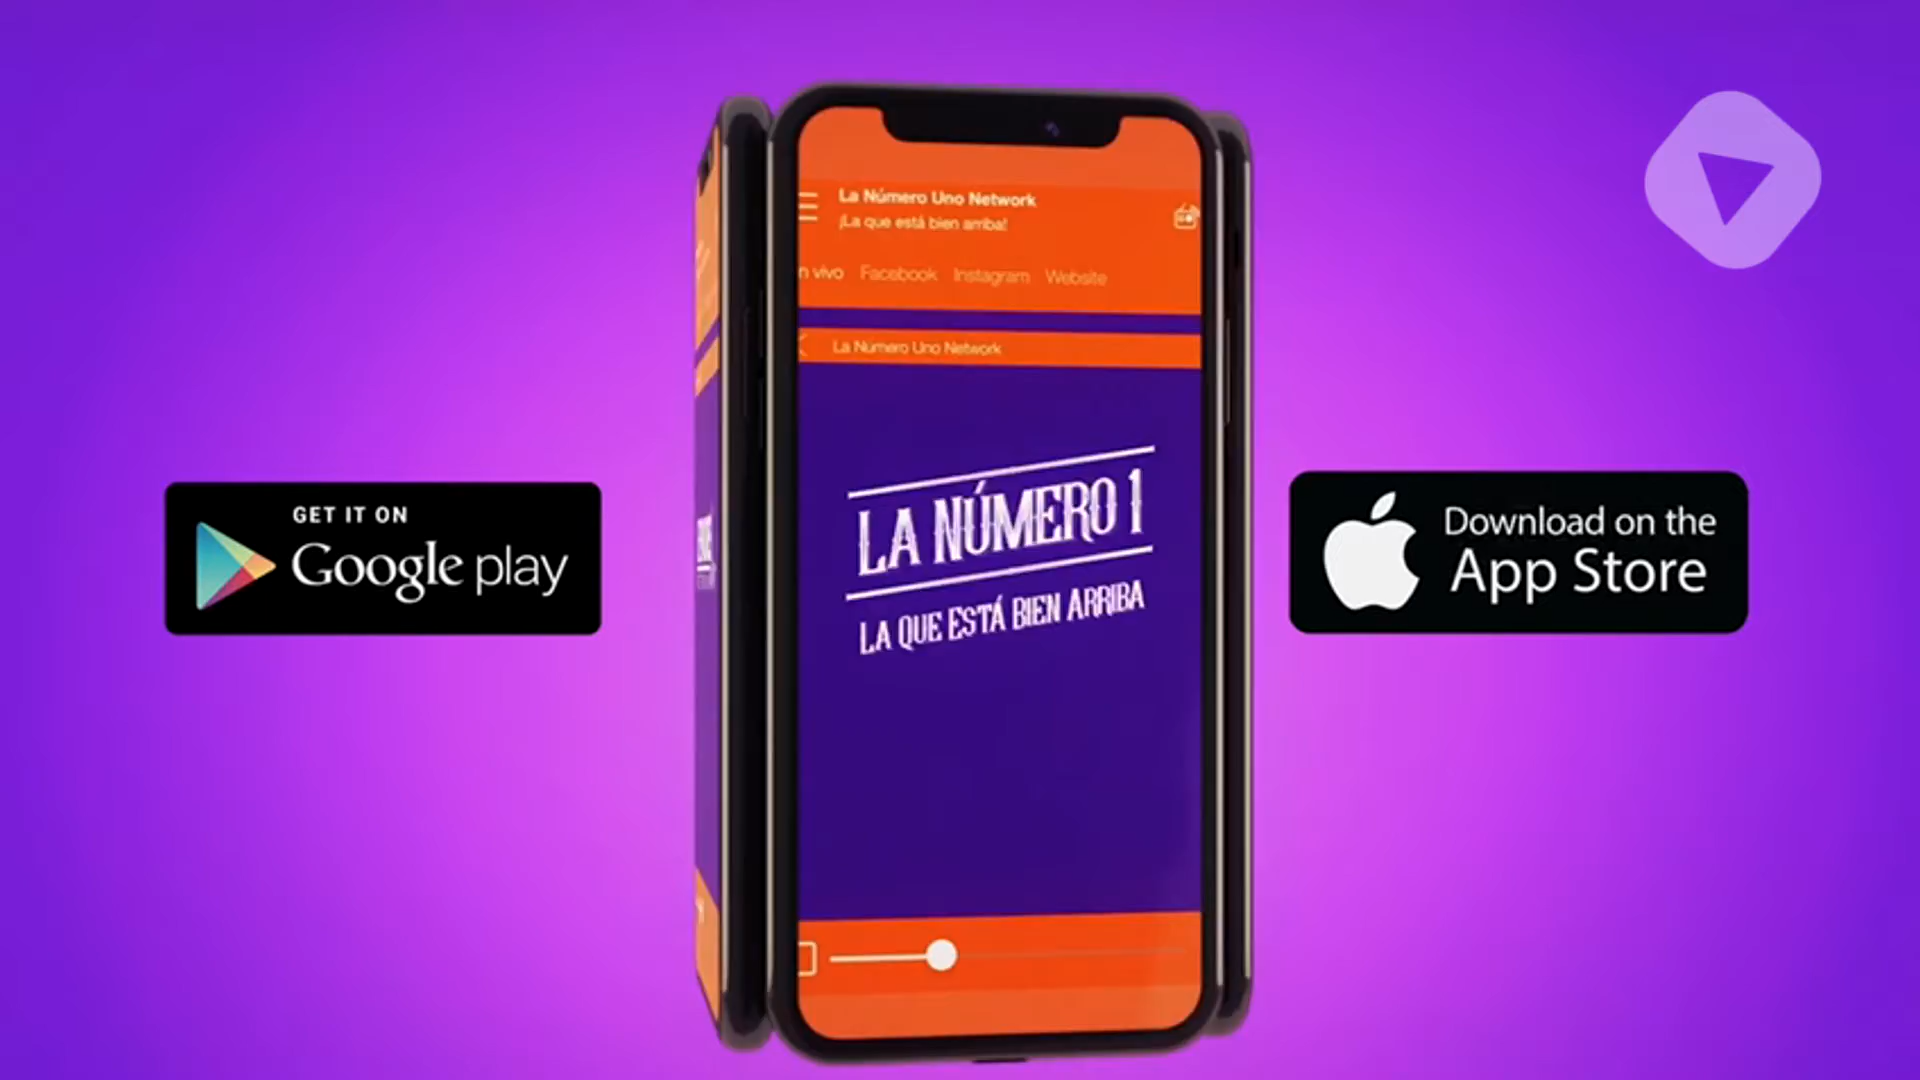 La Número Uno Network
¡La que está bien arriba!
n vivo Facebook Instagram Website
La Número Uno Network
LA NÚMERO 1
LA QUE ESTÁ BIEN ARRIBA
GET IT ON
Google play
Download on the
App Store